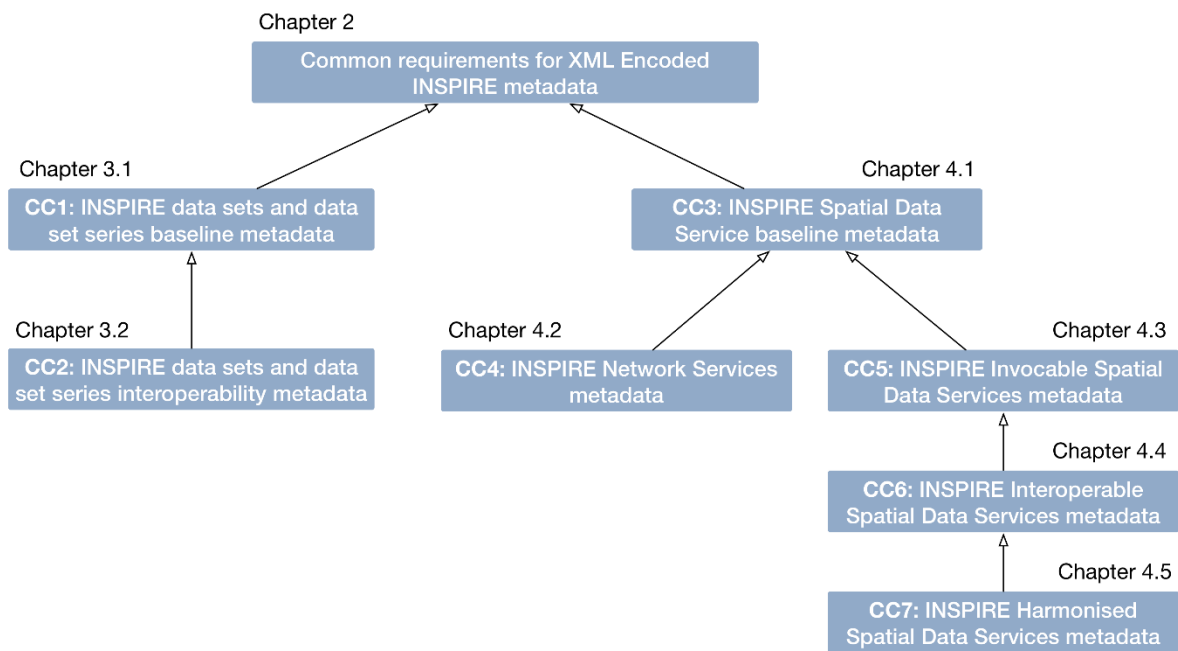 Chapter 2
Common requirements for XML Encoded
INSPIRE metadata
Chapter 3.1
CC1: INSPIRE data sets and data
set series baseline metadata
Chapter 4.1
CC3: INSPIRE Spatial Data
Service baseline metadata
Chapter 3.2
CC2: INSPIRE data sets and data
set series interoperability metadata
Chapter 4.2
CC4: INSPIRE Network Services
metadata
Chapter 4.3
CC5: INSPIRE Invocable Spatial
Data Services metadata
Chapter 4.4
CC6: INSPIRE Interoperable
Spatial Data Services metadata
Chapter 4.5
CC7: INSPIRE Harmonised
Spatial Data Services metadata